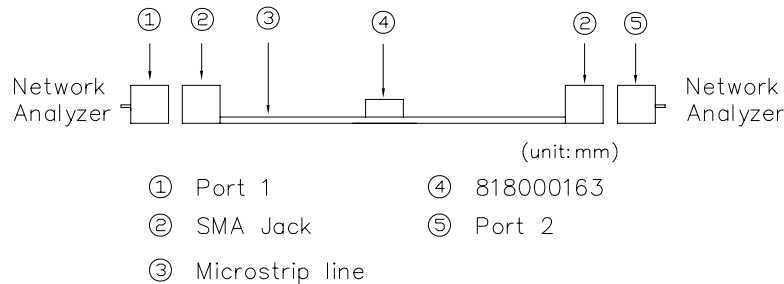 ① ② ③ ④ ② ⑤
Network Analyzer
Network Analyzer
(unit:mm)
① Port 1
④ 818000163
② SMA Jack
⑤ Port 2
③ Microstrip line